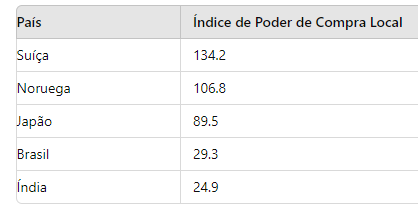 País Índice de Poder de Compra Local
Suíça 134.2
Noruega 106.8
Japão 89.5
Brasil 29.3
Índia 24.9